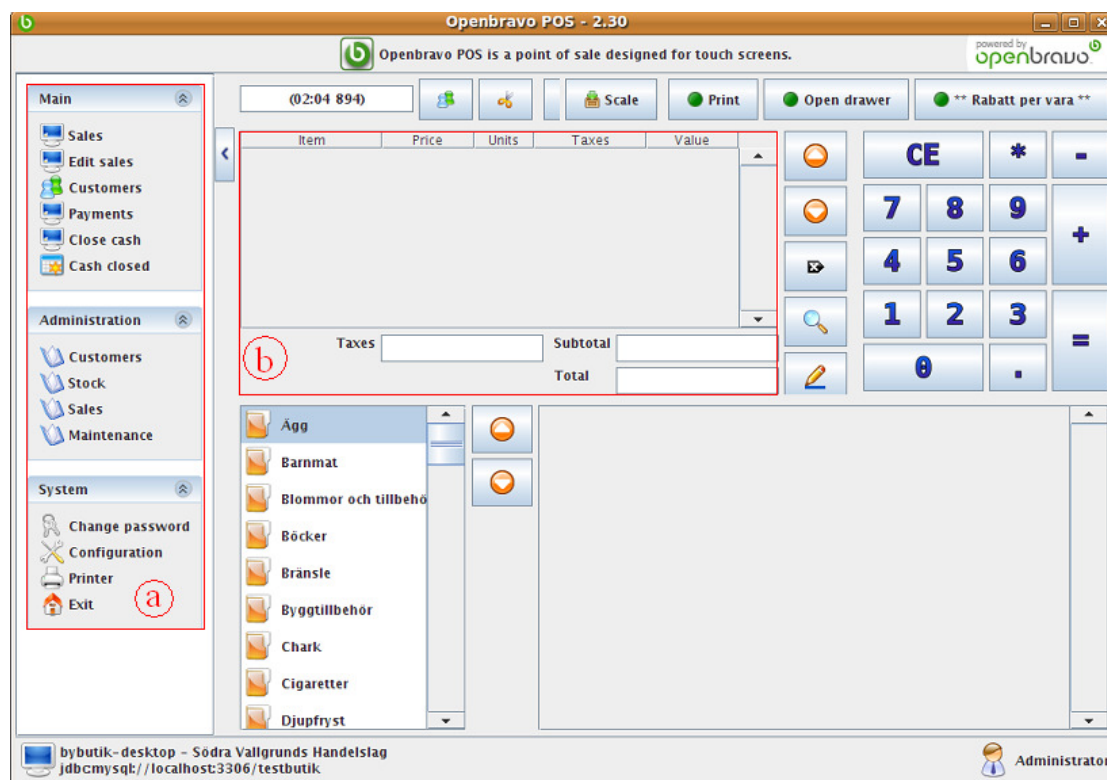 Openbravo POS - 2.30
Openbravo POS is a point of sale designed for touch screens.
powered by
openbravo
Main
Sales
Edit sales
Customers
Payments
Close cash
Cash closed
Administration
Customers
Stock
Sales
Maintenance
System
Change password
Configuration
Printer
Exit
a
(02:04 894)
Scale
Print
Open drawer
** Rabatt per vara **
Item Price Units Taxes Value
b
Taxes
Subtotal
Total
CE * -
7 8 9 +
4 5 6
1 2 3 =
0 .
Ägg
Barnmat
Blommor och tillbehö
Böcker
Bränsle
Byggtillbehör
Chark
Cigaretter
Djupfryst
bybutik-desktop - Södra Vallgrunds Handelslag
jdbc:mysql://localhost:3306/testbutik
Administrator